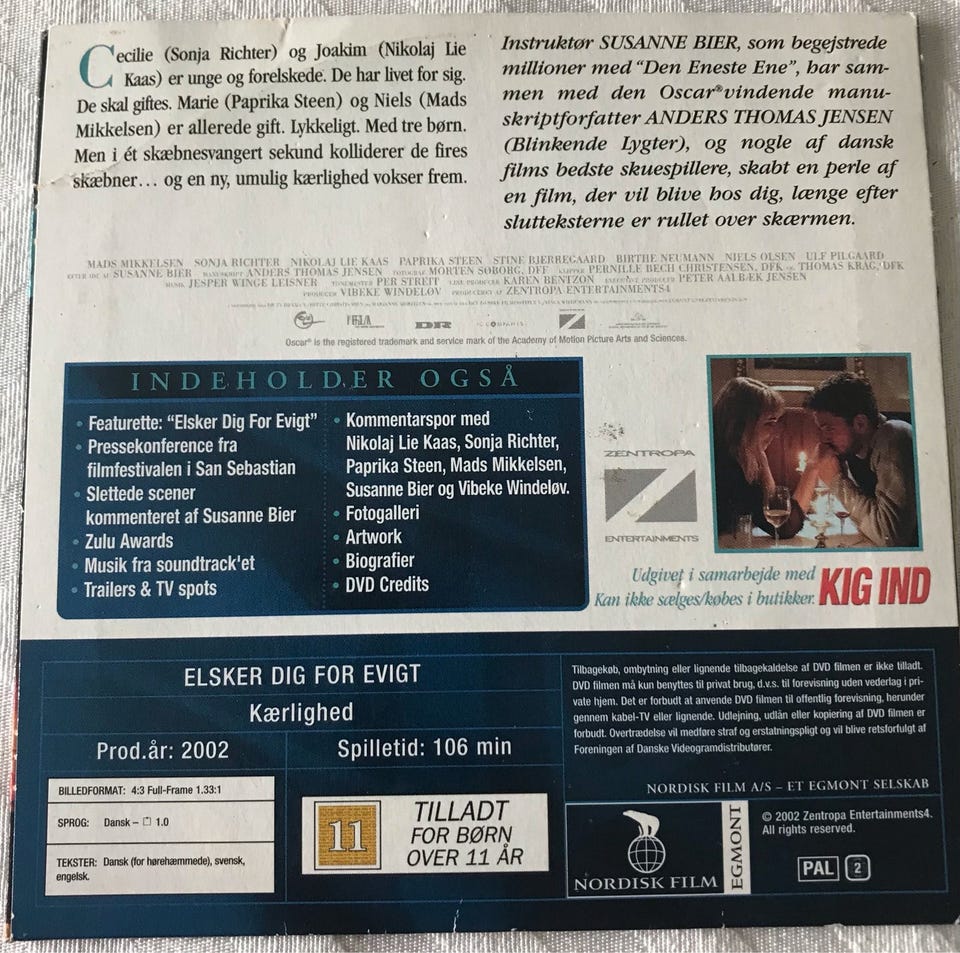 Cecilie (Sonja Richter) og Joakim (Nikolaj Lie
Kaas) er unge og forelskede. De har livet for sig.
De skal giftes. Marie (Paprika Steen) og Niels (Mads
Mikkelsen) er allerede gift. Lykkeligt. Med tre børn.
Men i ét skæbnesvangert sekund kolliderer de fires
skæbner... og en ny, umulig kærlighed vokser frem.
Instruktør SUSANNE BIER, som begejstrede
millioner med “Den Eneste Ene”, har sam-
men med den Oscar®vindende manu-
skriptforfatter ANDERS THOMAS JENSEN
(Blinkende Lygter), og nogle af dansk
films bedste skuespillere, skabt en perle af
en film, der vil blive hos dig, længe efter
slutteksterne er rullet over skærmen.
MADS MIKKELSEN SONJA RICHTER NIKOLAJ LIE KAAS PAPRIKA STEEN STINE BJERREGAARD BIRTHE NEUMANN NIELS OLSEN ULF PILGAARD
EFTER IDE AF SUSANNE BIER MANUSKRIPT ANDERS THOMAS JENSEN FOTOGRAF MORTEN SØBORG, DFF KLIPPER PERNILLE BECH CHRISTENSEN, DFK THOMAS KRAG, DFK
MUSIK JESPER WINGE LEISNER TONEMESTER PER STREIT LINE PRODUCER KAREN BENTZON EXECUTIVE PRODUCER PETER AALBÆK JENSEN
PRODUCER VIBEKE WINDELØV PRODUCERET AF ZENTROPA ENTERTAINMENTS4
DR
Oscar® is the registered trademark and service mark of the Academy of Motion Picture Arts and Sciences.
INDEHOLDER OGSÅ
• Featurette: “Elsker Dig For Evigt”
• Pressekonference fra
filmfestivalen i San Sebastian
• Slettede scener
kommenteret af Susanne Bier
• Zulu Awards
• Musik fra soundtrack'et
• Trailers & TV spots
• Kommentarspor med
Nikolaj Lie Kaas, Sonja Richter,
Paprika Steen, Mads Mikkelsen,
Susanne Bier og Vibeke Windeløv.
• Fotogalleri
• Artwork
• Biografier
• DVD Credits
ZENTROPA
ENTERTAINMENTS
Udgivet i samarbejde med
Kan ikke sælges/købes i butikker.
KIG IND
ELSKER DIG FOR EVIGT
Kærlighed
Prod.år: 2002
Spilletid: 106 min
BILLEDFORMAT: 4:3 Full-Frame 1.33:1
SPROG: Dansk – 1.0
TEKSTER: Dansk (for hørehæmmede), svensk,
engelsk.
11
TILLADT
FOR BØRN
OVER 11 ÅR
Tilbagekøb, ombytning eller lignende tilbagekaldelse af DVD filmen er ikke tilladt.
DVD filmen må kun benyttes til privat brug, d.v.s. til forevisning uden vederlag i pri-
vate hjem. Det er forbudt at anvende DVD filmen til offentlig forevisning, herunder
gennem kabel-TV eller lignende. Udlejning, udlån eller kopiering af DVD filmen er
forbudt. Overtrædelse vil medføre straf og erstatningspligt og vil blive retsforfulgt af
Foreningen af Danske Videogramdistributører.
NORDISK FILM A/S – ET EGMONT SELSKAB
NORDISK FILM
EGMONT
© 2002 Zentropa Entertainments4.
All rights reserved.
PAL
2